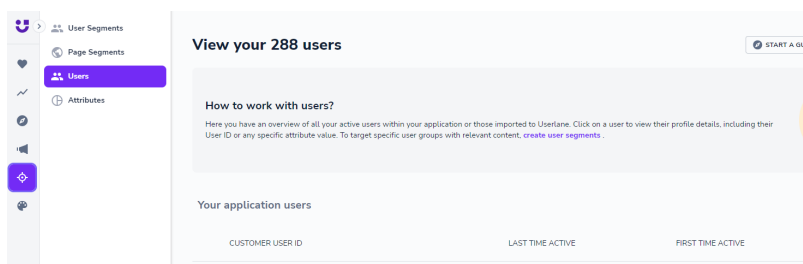 User Segments
Page Segments
Users
Attributes
View your 288 users
START A GU
How to work with users?
Here you have an overview of all your active users within your application or those imported to Userlane. Click on a user to view their profile details, including their
User ID or any specific attribute value. To target specific user groups with relevant content, create user segments .
Your application users
CUSTOMER USER ID LAST TIME ACTIVE FIRST TIME ACTIVE